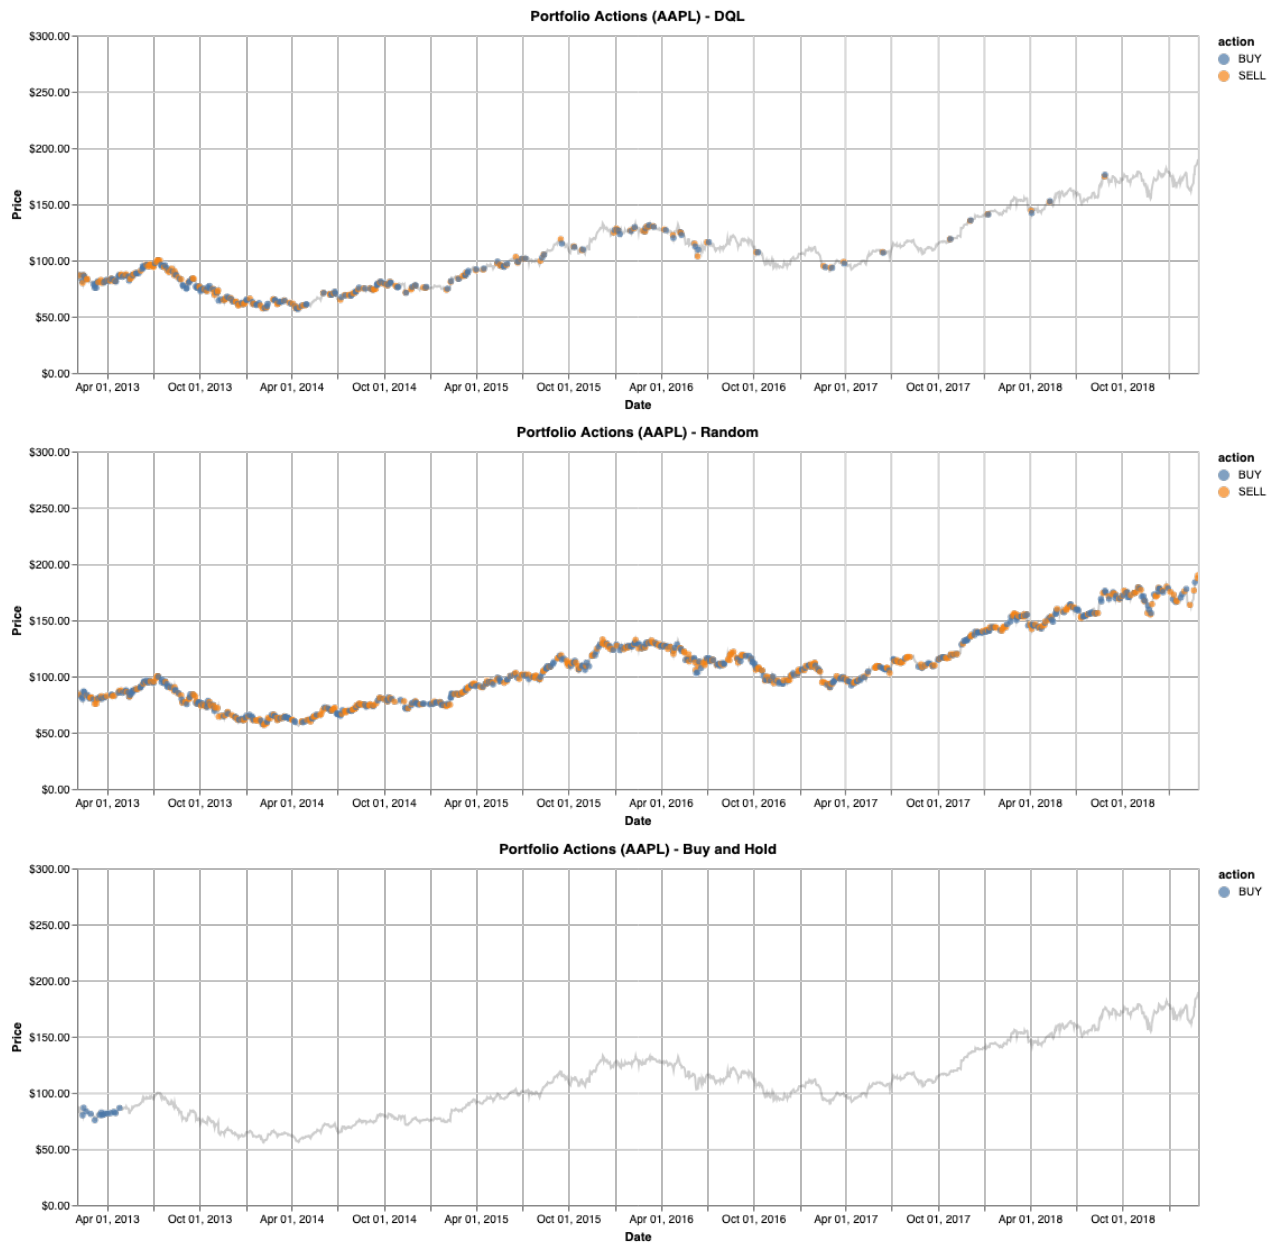 Portfolio Actions (AAPL) - DQL
$300.00
$250.00
$200.00
$150.00
$100.00
$50.00
$0.00
Price
Apr 01, 2013 Oct 01, 2013 Apr 01, 2014 Oct 01, 2014 Apr 01, 2015 Oct 01, 2015 Apr 01, 2016 Oct 01, 2016 Apr 01, 2017 Oct 01, 2017 Apr 01, 2018 Oct 01, 2018
Date
action
BUY
SELL
Portfolio Actions (AAPL) - Random
$300.00
$250.00
$200.00
$150.00
$100.00
$50.00
$0.00
Price
Apr 01, 2013 Oct 01, 2013 Apr 01, 2014 Oct 01, 2014 Apr 01, 2015 Oct 01, 2015 Apr 01, 2016 Oct 01, 2016 Apr 01, 2017 Oct 01, 2017 Apr 01, 2018 Oct 01, 2018
Date
action
BUY
SELL
Portfolio Actions (AAPL) - Buy and Hold
$300.00
$250.00
$200.00
$150.00
$100.00
$50.00
$0.00
Price
Apr 01, 2013 Oct 01, 2013 Apr 01, 2014 Oct 01, 2014 Apr 01, 2015 Oct 01, 2015 Apr 01, 2016 Oct 01, 2016 Apr 01, 2017 Oct 01, 2017 Apr 01, 2018 Oct 01, 2018
Date
action
BUY